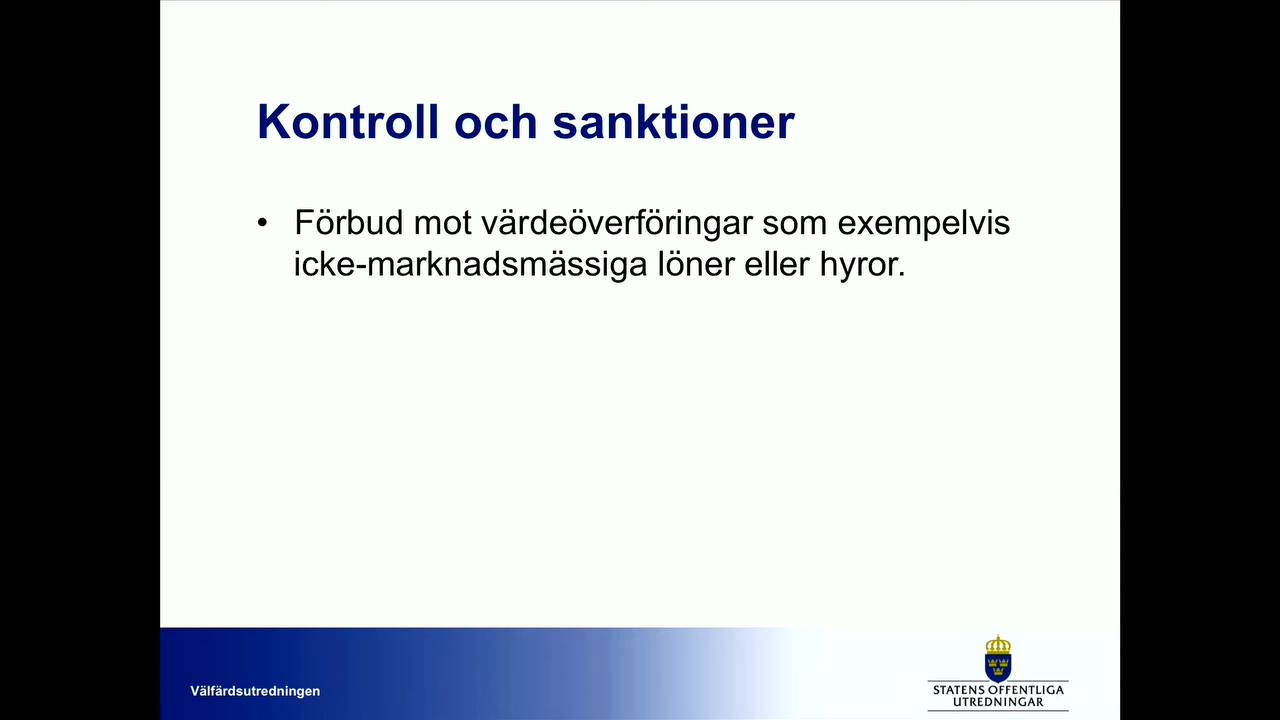 Kontroll och sanktioner
• Förbud mot värdeöverföringar som exempelvis
icke-marknadsmässiga löner eller hyror.
Välfärdsutredningen
STATENS OFFENTLIGA
UTREDNINGAR